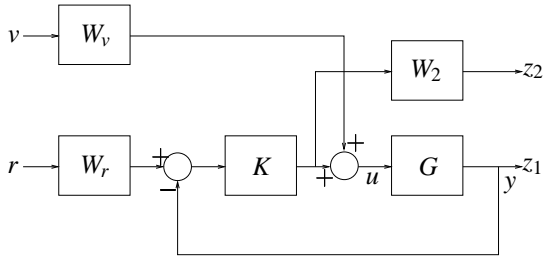 v W_v
W_2 z_2
+
r W_r + K + u G z_1
− y